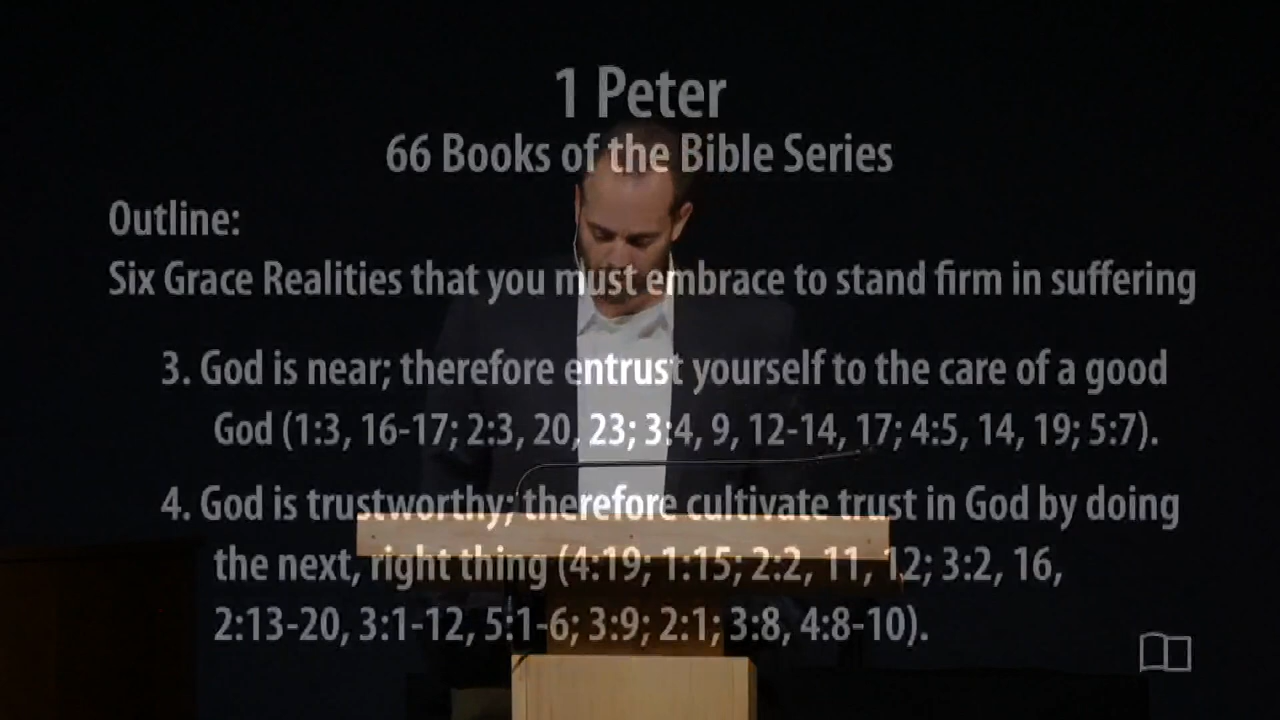 1 Peter
66 Books of the Bible Series
Outline:
Six Grace Realities that you must embrace to stand firm in suffering
3. God is near; therefore entrust yourself to the care of a good
God (1:3, 16-17; 2:3, 20, 23; 3:4, 9, 12-14, 17; 4:5, 14, 19; 5:7).
4. God is trustworthy; therefore cultivate trust in God by doing
the next, right thing (4:19; 1:15; 2:2, 11, 12; 3:2, 16,
2:13-20, 3:1-12, 5:1-6; 3:9; 2:1; 3:8, 4:8-10).